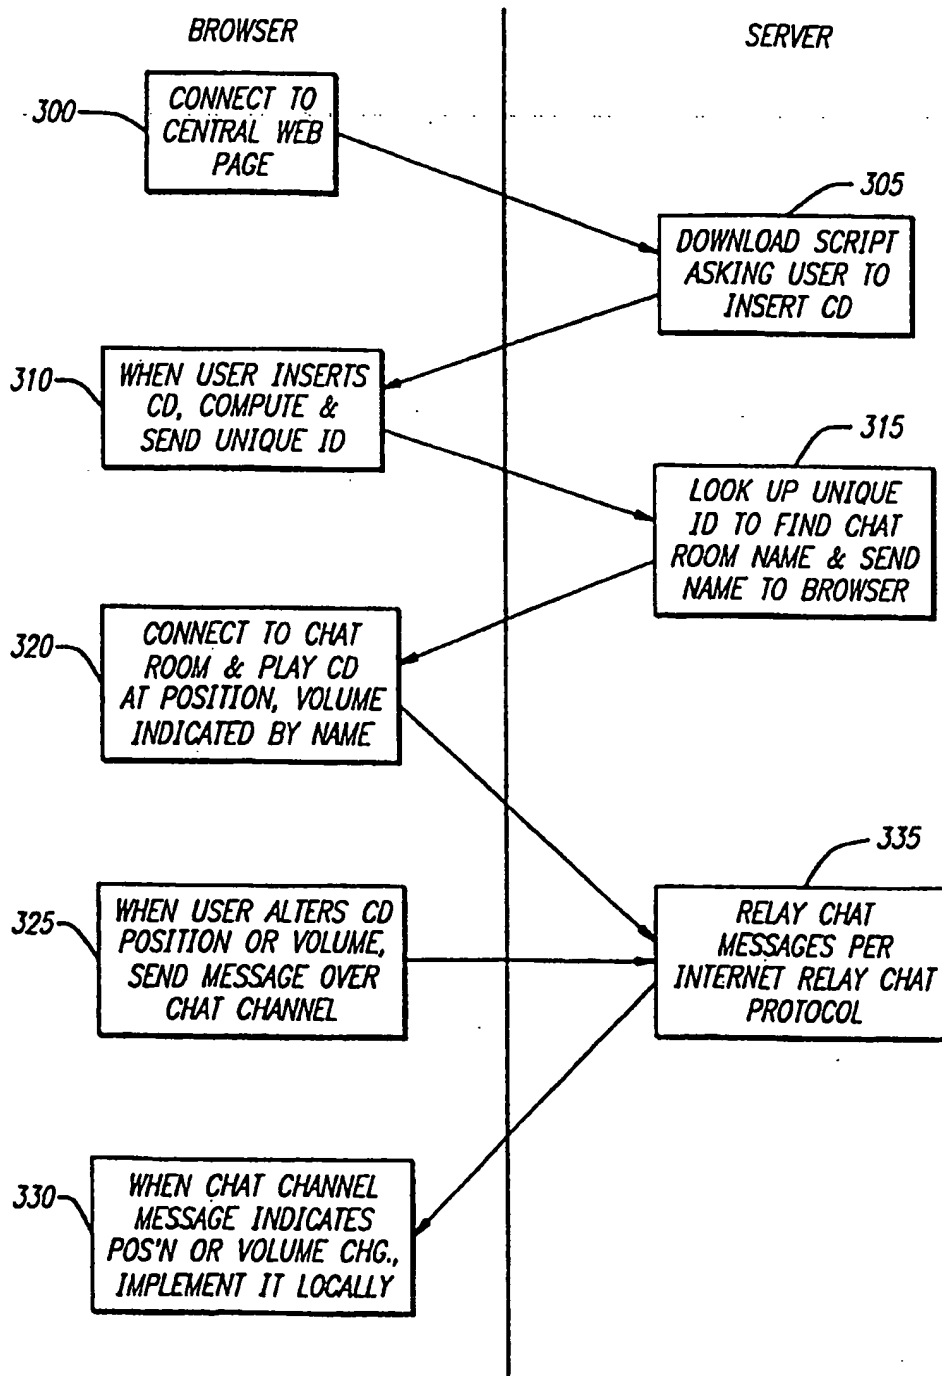 BROWSER
SERVER
300
CONNECT TO
CENTRAL WEB
PAGE
305
DOWNLOAD SCRIPT
ASKING USER TO
INSERT CD
310
WHEN USER INSERTS
CD, COMPUTE &
SEND UNIQUE ID
315
LOOK UP UNIQUE
ID TO FIND CHAT
ROOM NAME & SEND
NAME TO BROWSER
320
CONNECT TO CHAT
ROOM & PLAY CD
AT POSITION, VOLUME
INDICATED BY NAME
335
RELAY CHAT
MESSAGES PER
INTERNET RELAY CHAT
PROTOCOL
325
WHEN USER ALTERS CD
POSITION OR VOLUME,
SEND MESSAGE OVER
CHAT CHANNEL
330
WHEN CHAT CHANNEL
MESSAGE INDICATES
POS'N OR VOLUME CHG.,
IMPLEMENT IT LOCALLY